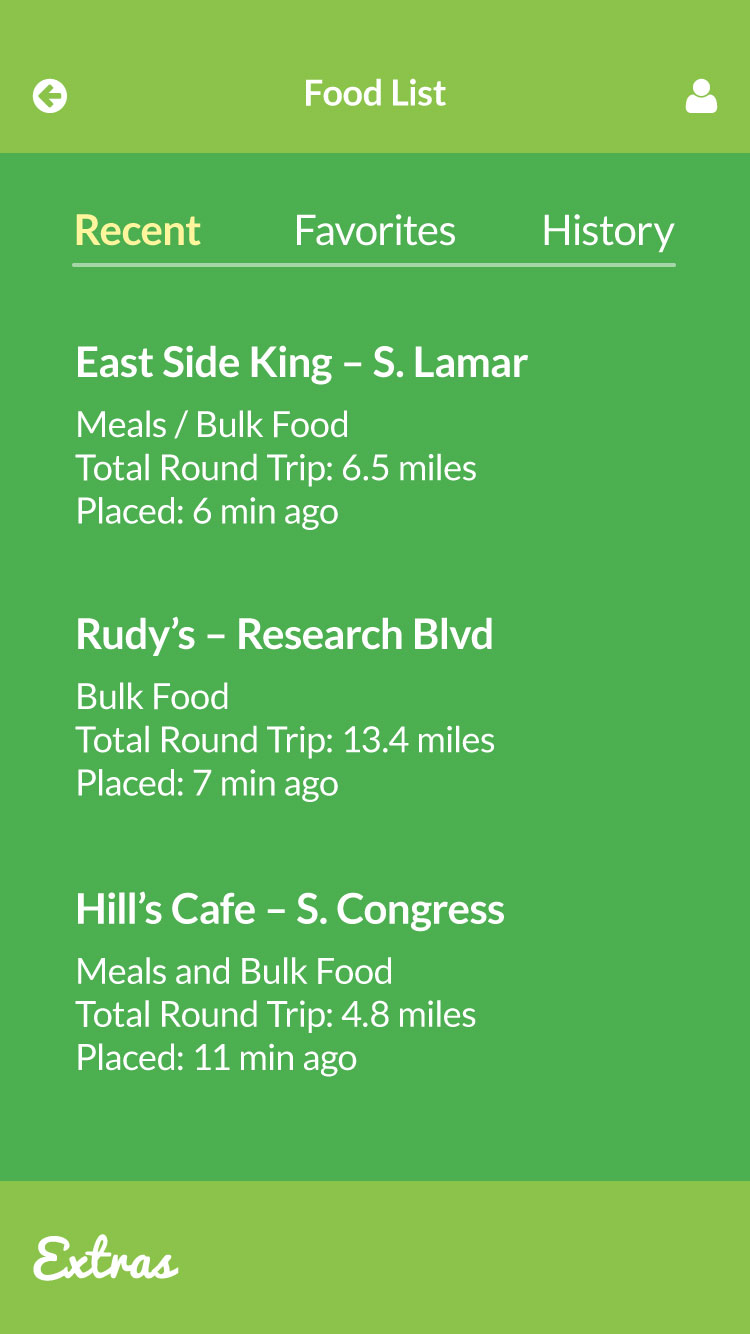 Food List
Recent Favorites History
East Side King – S. Lamar
Meals / Bulk Food
Total Round Trip: 6.5 miles
Placed: 6 min ago
Rudy’s – Research Blvd
Bulk Food
Total Round Trip: 13.4 miles
Placed: 7 min ago
Hill’s Cafe – S. Congress
Meals and Bulk Food
Total Round Trip: 4.8 miles
Placed: 11 min ago
Extras